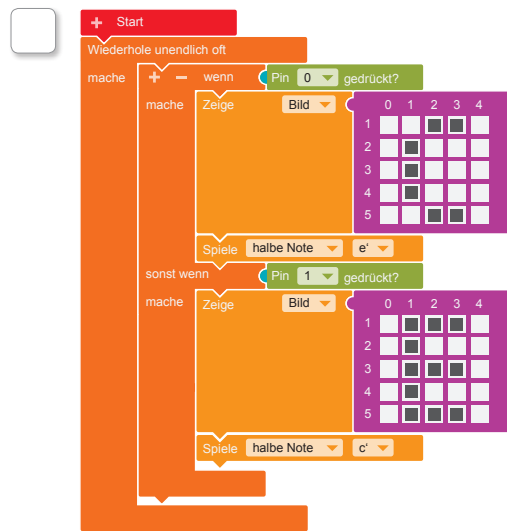 + Start
Wiederhole unendlich oft
mache + − wenn Pin 0 gedrückt?
mache Zeige Bild 0 1 2 3 4
1
2
3
4
5
Spiele halbe Note e'
sonst wenn Pin 1 gedrückt?
mache Zeige Bild 0 1 2 3 4
1
2
3
4
5
Spiele halbe Note c'